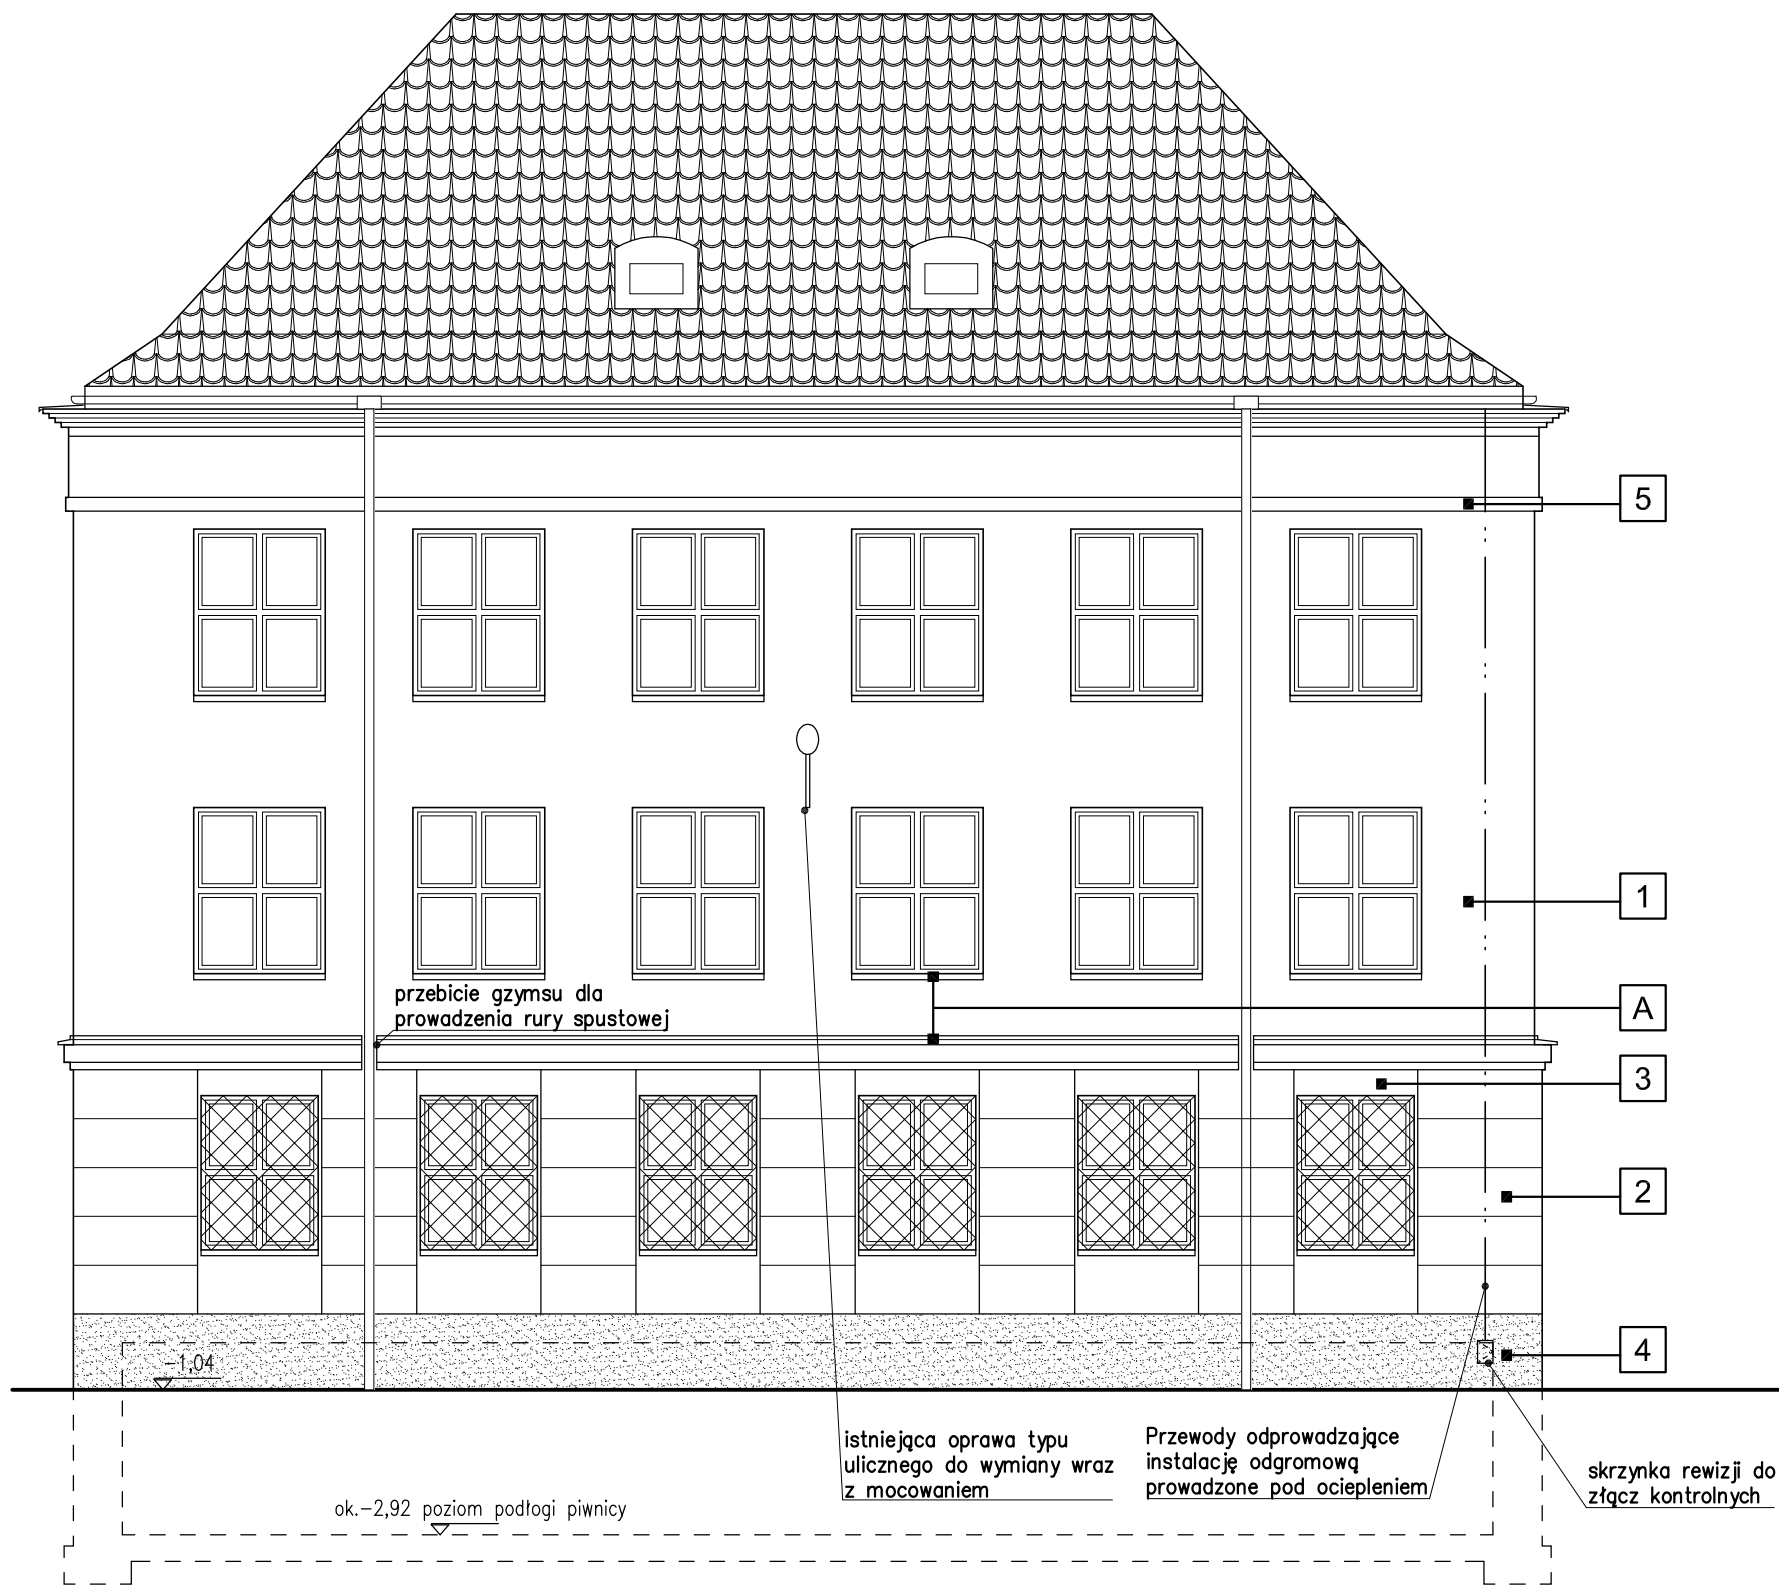 5
1
przebicie gzymsu dla
prowadzenia rury spustowej
A
3
2
4
-1,04
istniejąca oprawa typu
ulicznego do wymiany wraz
z mocowaniem
Przewody odprowadzające
instalację odgromową
prowadzone pod ociepleniem
skrzynka rewizji do
złącz kontrolnych
ok.-2,92 poziom podłogi piwnicy